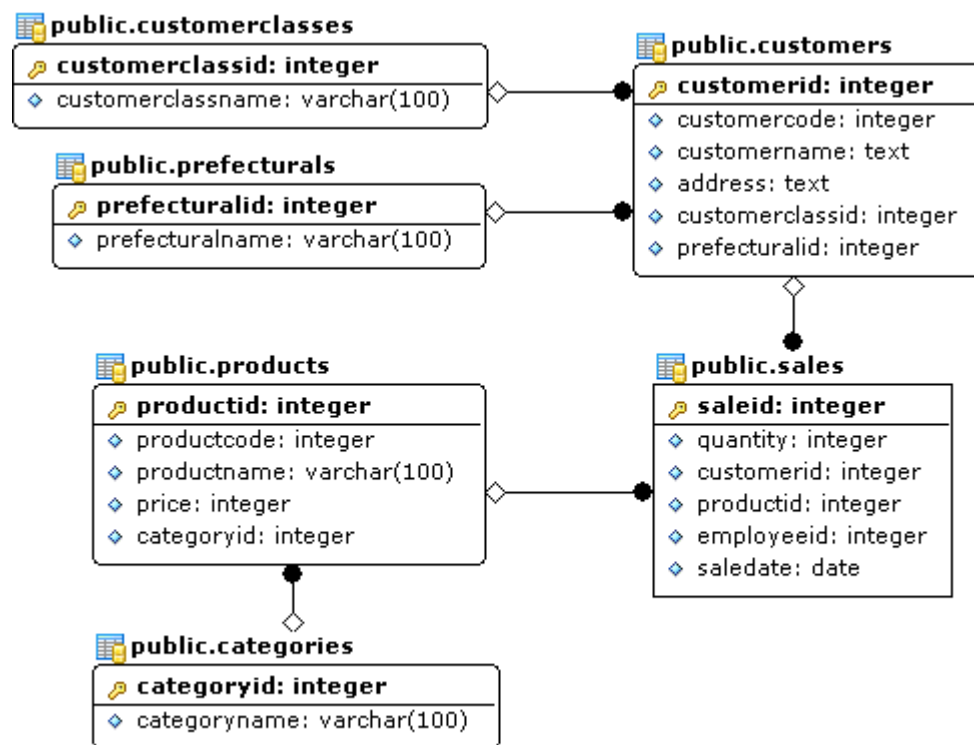 public.customerclasses
customerclassid: integer
customerclassname: varchar(100)
public.customers
customerid: integer
customercode: integer
customername: text
address: text
customerclassid: integer
prefecturalid: integer
public.prefecturals
prefecturalid: integer
prefecturalname: varchar(100)
public.products
productid: integer
productcode: integer
productname: varchar(100)
price: integer
categoryid: integer
public.sales
saleid: integer
quantity: integer
customerid: integer
productid: integer
employeeid: integer
saledate: date
public.categories
categoryid: integer
categoryname: varchar(100)